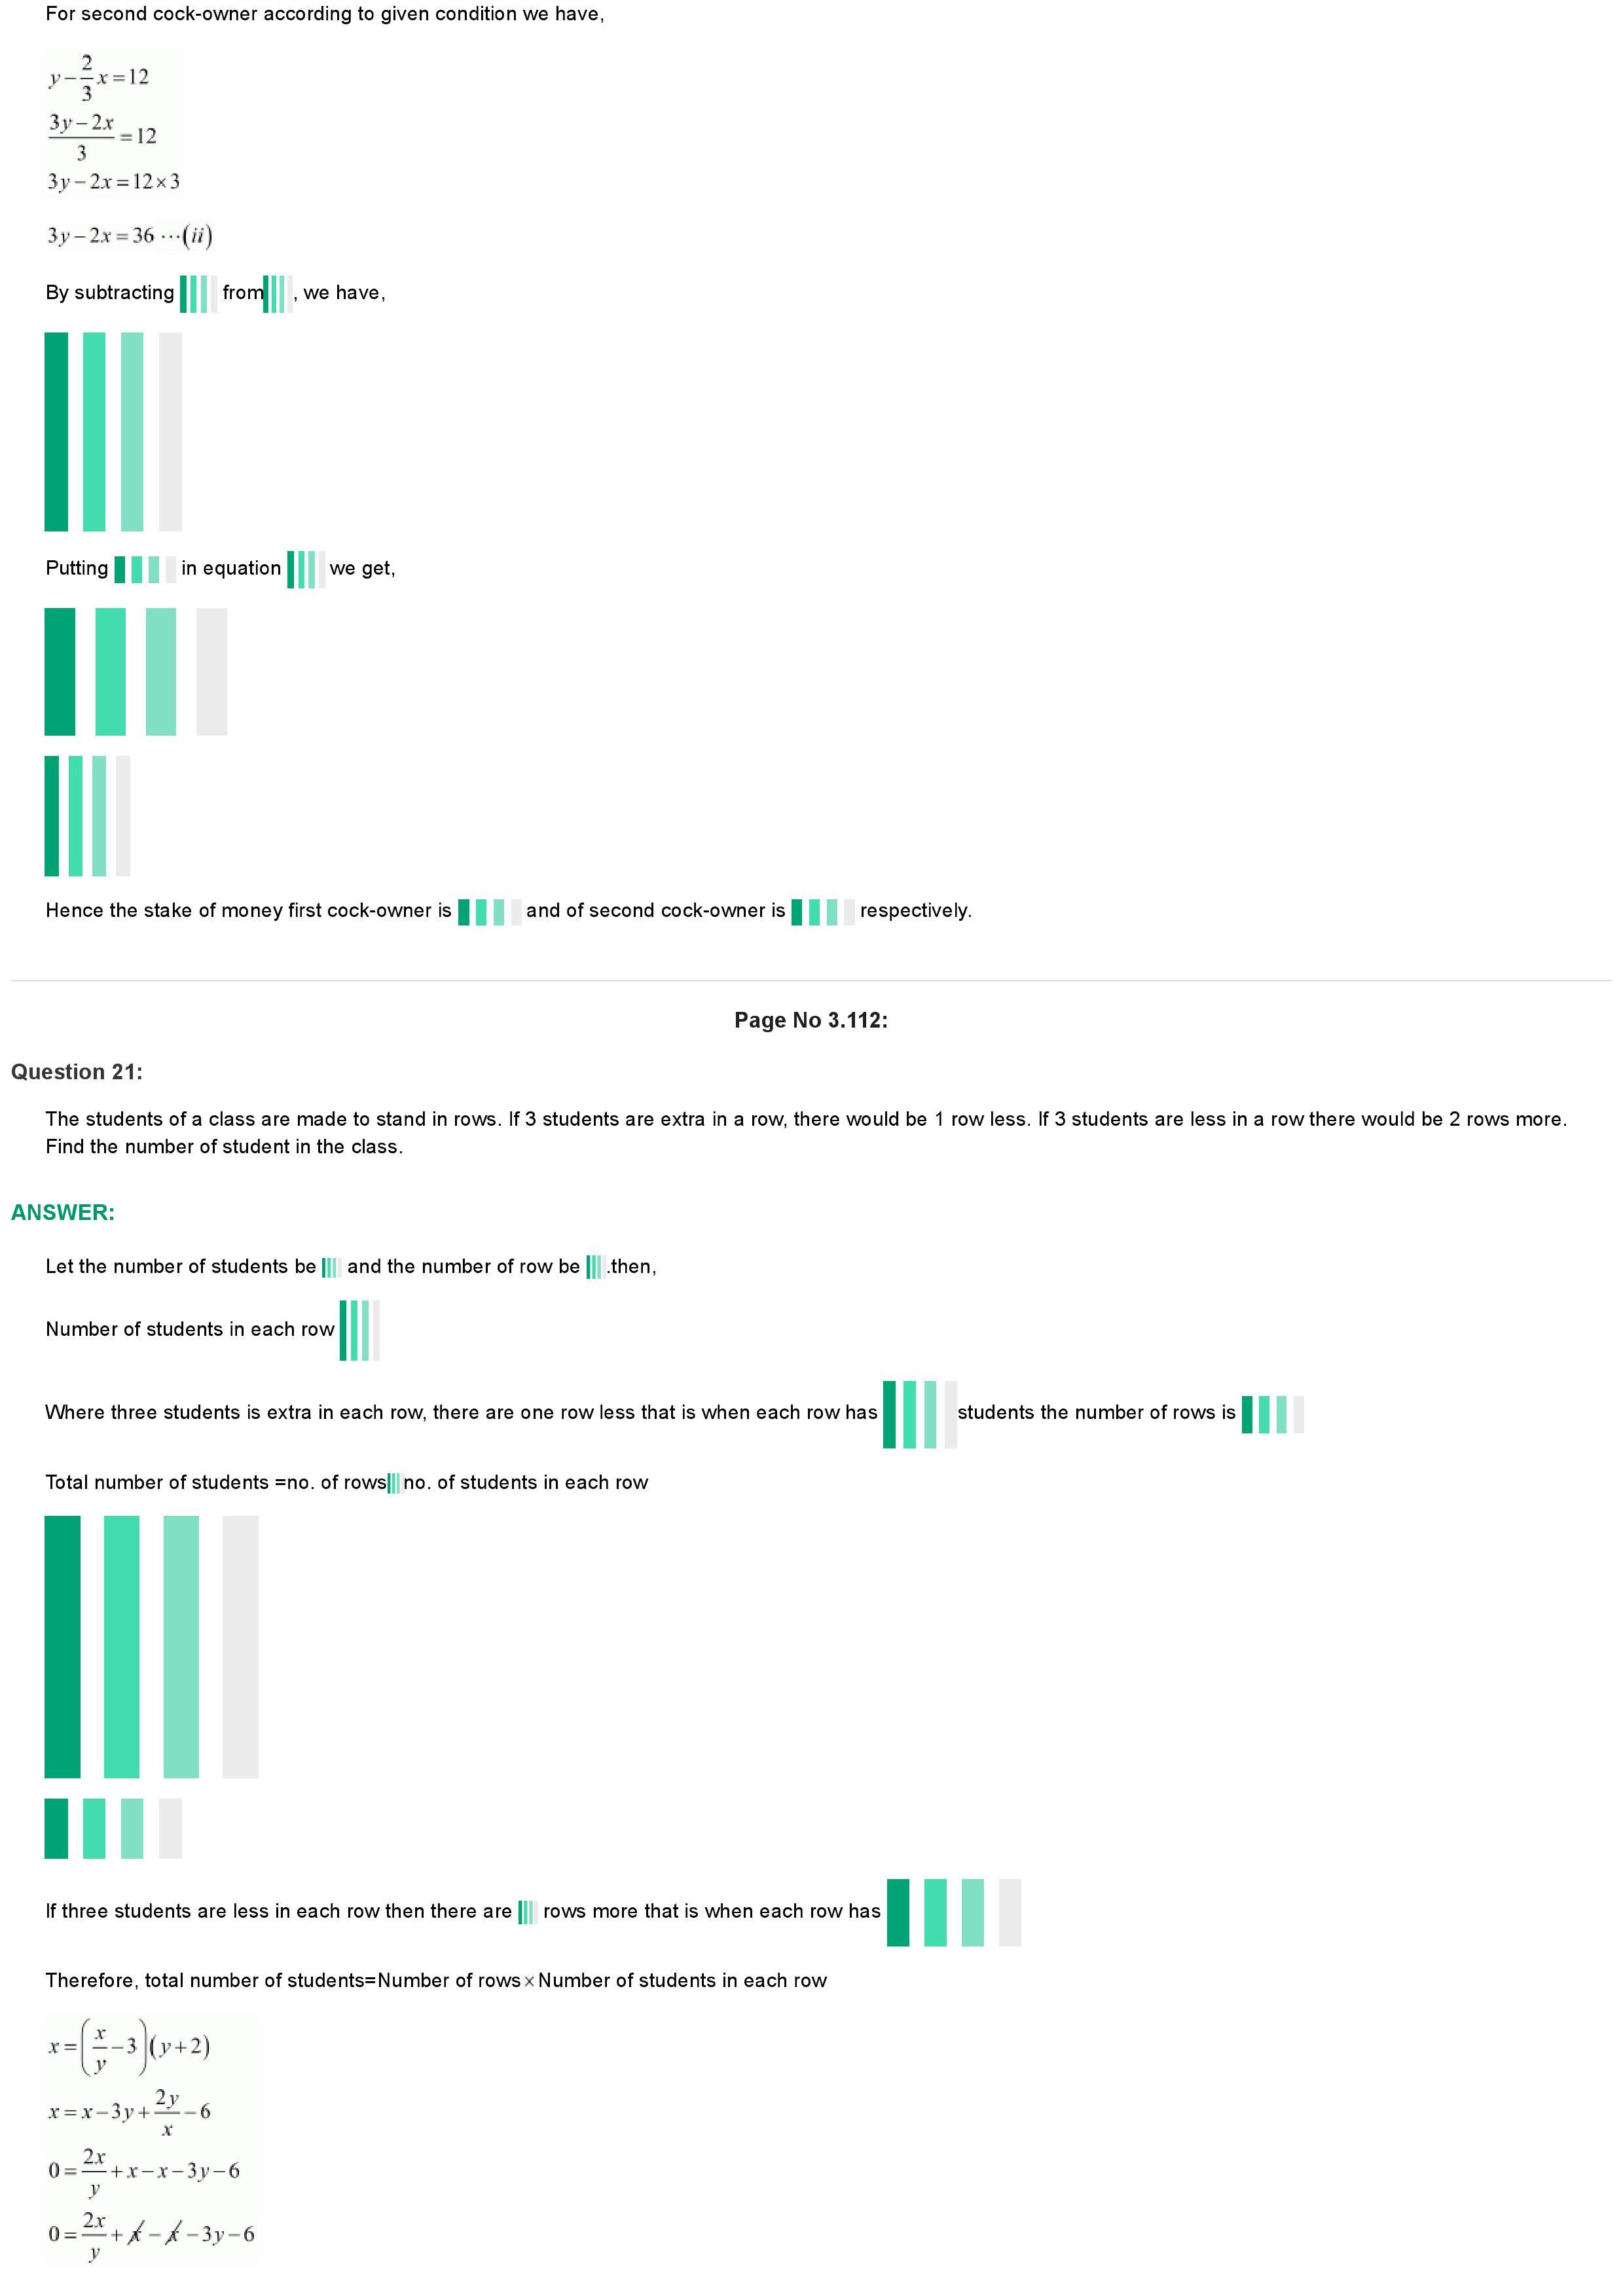 For second cock-owner according to given condition we have,
y − 2/3 x = 12
(3y − 2x)/3 = 12
3y − 2x = 12 × 3
3y − 2x = 36 ⋯(ii)
By subtracting from, we have,
Putting in equation we get,
Hence the stake of money first cock-owner is and of second cock-owner is respectively.
Page No 3.112:
Question 21:
The students of a class are made to stand in rows. If 3 students are extra in a row, there would be 1 row less. If 3 students are less in a row there would be 2 rows more.
Find the number of student in the class.
ANSWER:
Let the number of students be and the number of row be .then,
Number of students in each row
Where three students is extra in each row, there are one row less that is when each row has students the number of rows is
Total number of students =no. of rows no. of students in each row
If three students are less in each row then there are rows more that is when each row has
Therefore, total number of students=Number of rows×Number of students in each row
x = (x/y − 3)(y + 2)
x = x − 3y + 2y/x − 6
0 = 2x/y + x − x − 3y − 6
0 = 2x/y + x − x − 3y − 6